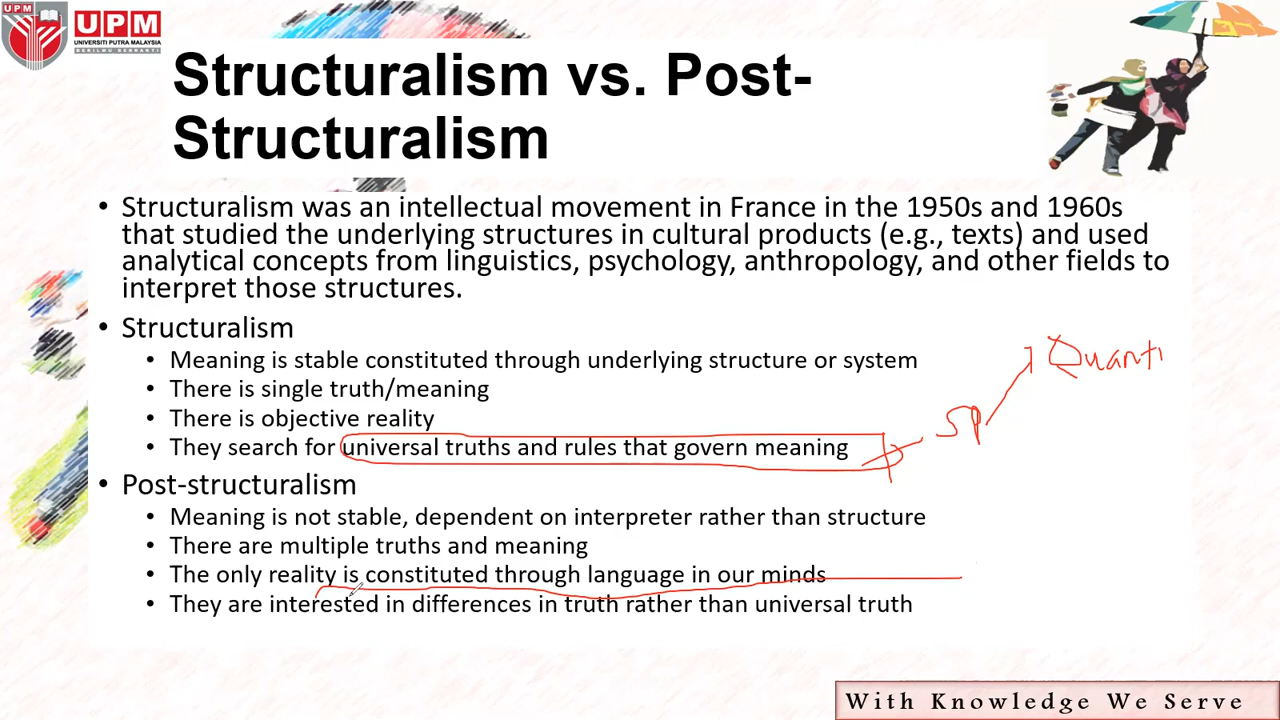 UPM
UPM
UNIVERSITI PUTRA MALAYSIA
BERILMU BERBAKTI
Structuralism vs. Post-
Structuralism
• Structuralism was an intellectual movement in France in the 1950s and 1960s
that studied the underlying structures in cultural products (e.g., texts) and used
analytical concepts from linguistics, psychology, anthropology, and other fields to
interpret those structures.
• Structuralism
• Meaning is stable constituted through underlying structure or system
• There is single truth/meaning
• There is objective reality
• They search for universal truths and rules that govern meaning
SP
Quanti
• Post-structuralism
• Meaning is not stable, dependent on interpreter rather than structure
• There are multiple truths and meaning
• The only reality is constituted through language in our minds
• They are interested in differences in truth rather than universal truth
With Knowledge We Serve